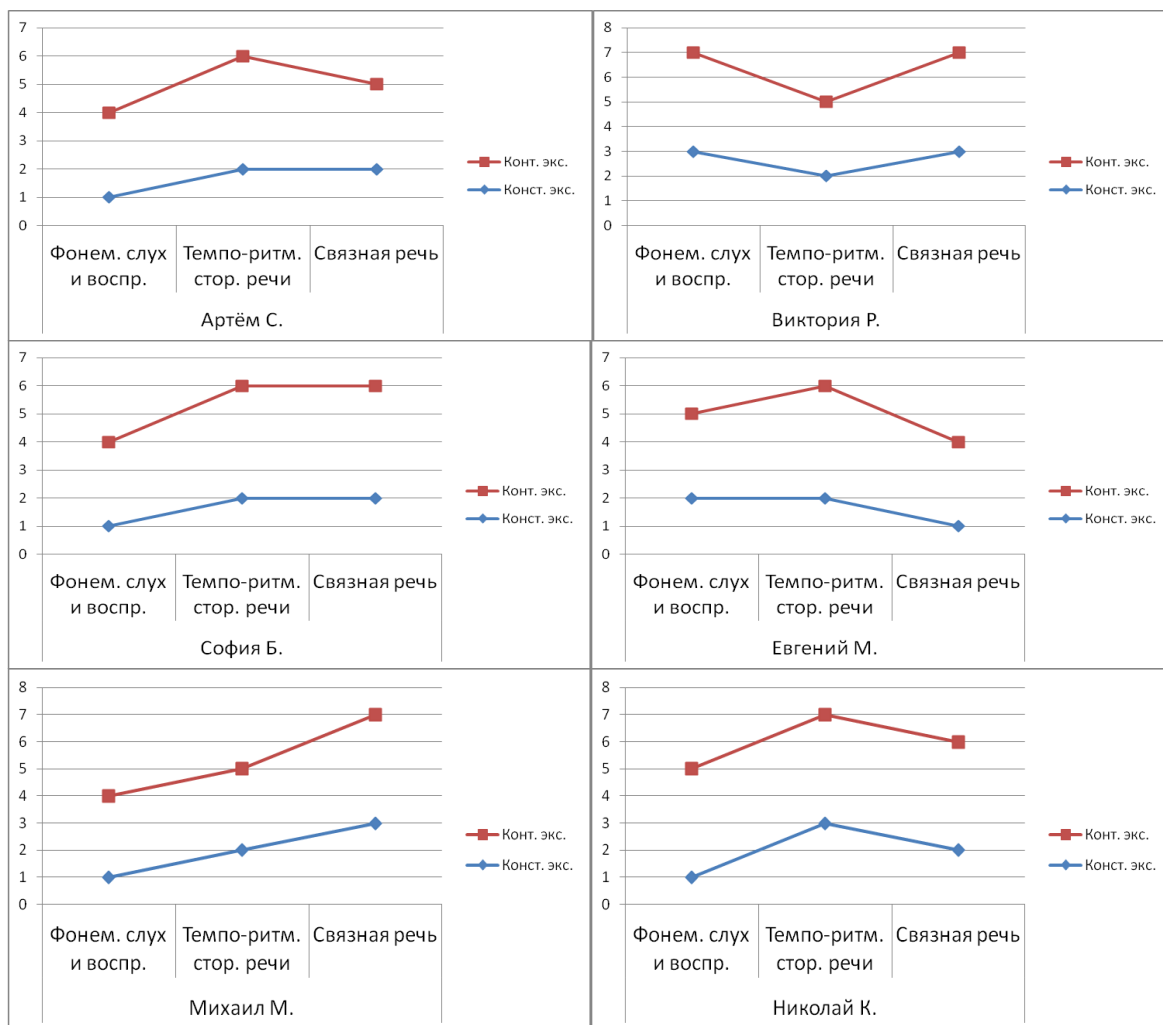 7
6
5
4
3
2
1
0
Фонем. слух и воспр.
Темпо-ритм. стор. речи
Связная речь
Артём С.
Конт. экс.
Конст. экс.
8
7
6
5
4
3
2
1
0
Фонем. слух и воспр.
Темпо-ритм. стор. речи
Связная речь
Виктория Р.
Конт. экс.
Конст. экс.
7
6
5
4
3
2
1
0
Фонем. слух и воспр.
Темпо-ритм. стор. речи
Связная речь
София Б.
Конт. экс.
Конст. экс.
7
6
5
4
3
2
1
0
Фонем. слух и воспр.
Темпо-ритм. стор. речи
Связная речь
Евгений М.
Конт. экс.
Конст. экс.
8
7
6
5
4
3
2
1
0
Фонем. слух и воспр.
Темпо-ритм. стор. речи
Связная речь
Михаил М.
Конт. экс.
Конст. экс.
8
7
6
5
4
3
2
1
0
Фонем. слух и воспр.
Темпо-ритм. стор. речи
Связная речь
Николай К.
Конт. экс.
Конст. экс.